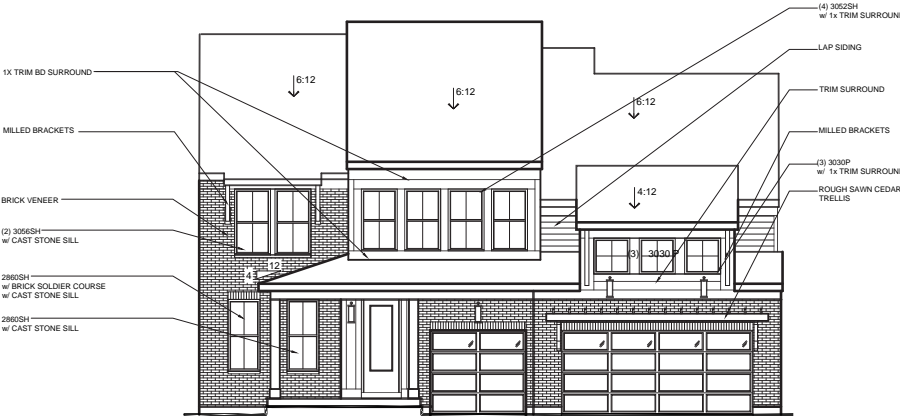 (4) 3052SH
w/ 1x TRIM SURROUND
LAP SIDING
1X TRIM BD SURROUND
6:12
6:12
6:12
TRIM SURROUND
MILLED BRACKETS
MILLED BRACKETS
(3) 3030P
w/ 1x TRIM SURROUND
ROUGH SAWN CEDAR
TRELLIS
4:12
BRICK VENEER
(2) 3056SH
w/ CAST STONE SILL
(3) 3030 P
12
4
2860SH
w/ BRICK SOLDIER COURSE
w/ CAST STONE SILL
2860SH
w/ CAST STONE SILL